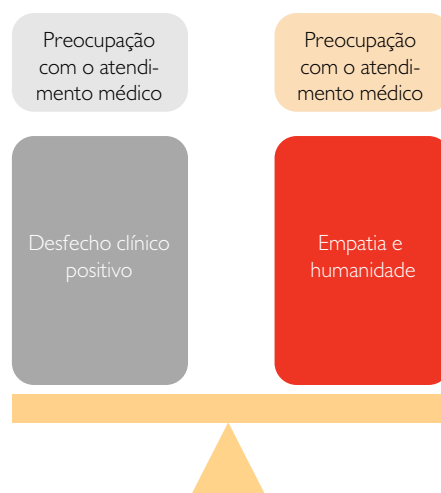 Preocupação
com o atendi-
mento médico
Preocupação
com o atendi-
mento médico
Desfecho clínico
positivo
Empatia e
humanidade